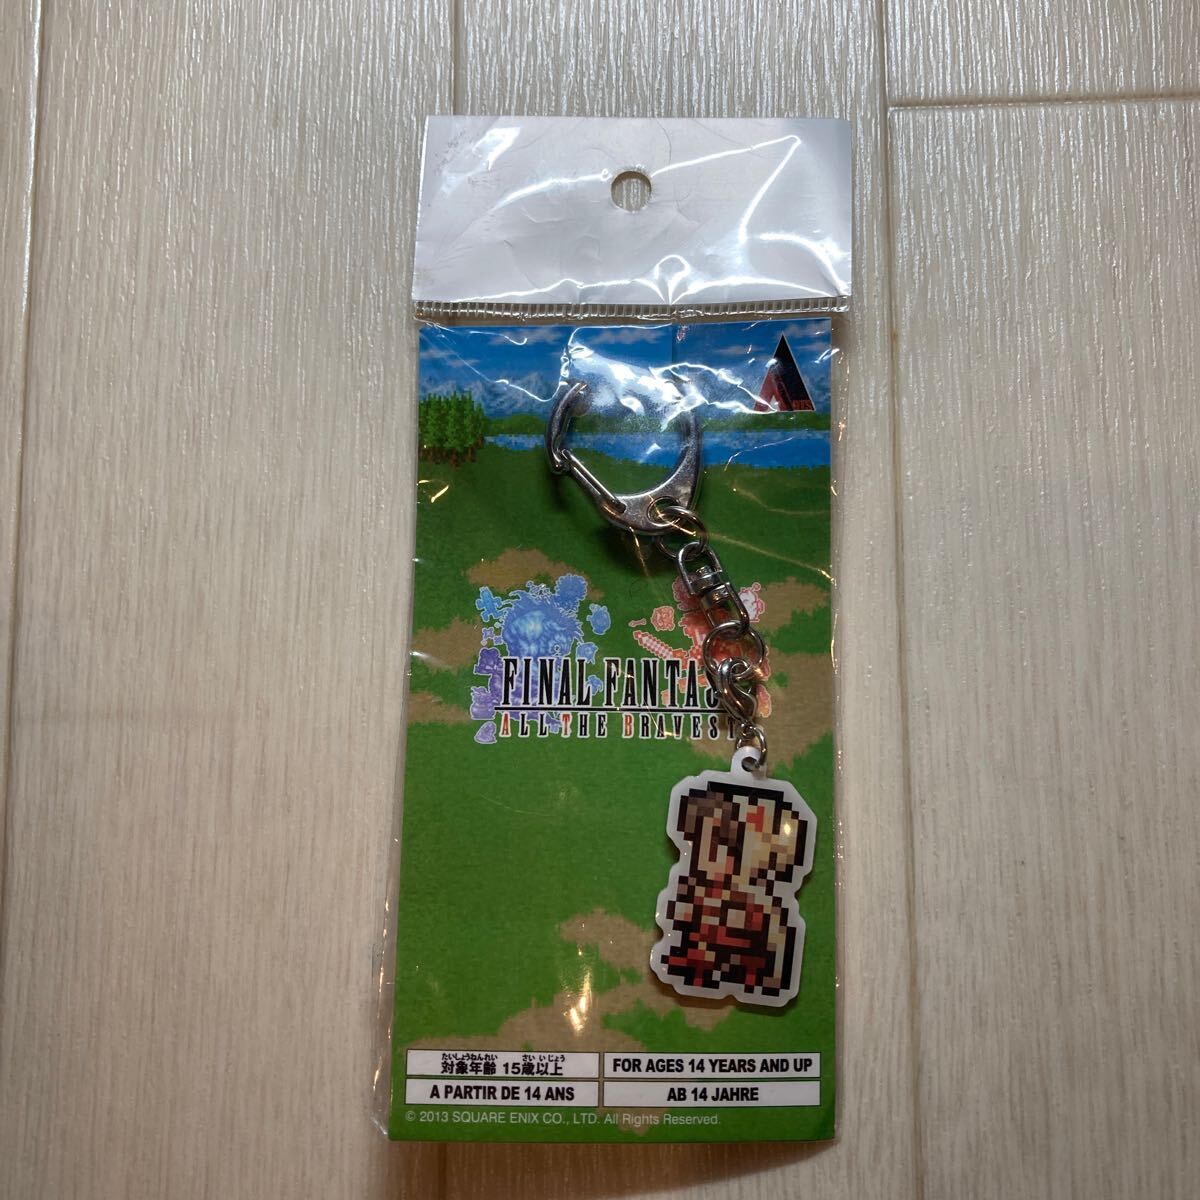 FINAL FANTAS
ALL THE BRAVEST
たいしょうねんれい さい いじょう
対象年齢 15歳以上
FOR AGES 14 YEARS AND UP
A PARTIR DE 14 ANS
AB 14 JAHRE
© 2013 SQUARE ENIX CO., LTD. All Rights Reserved.